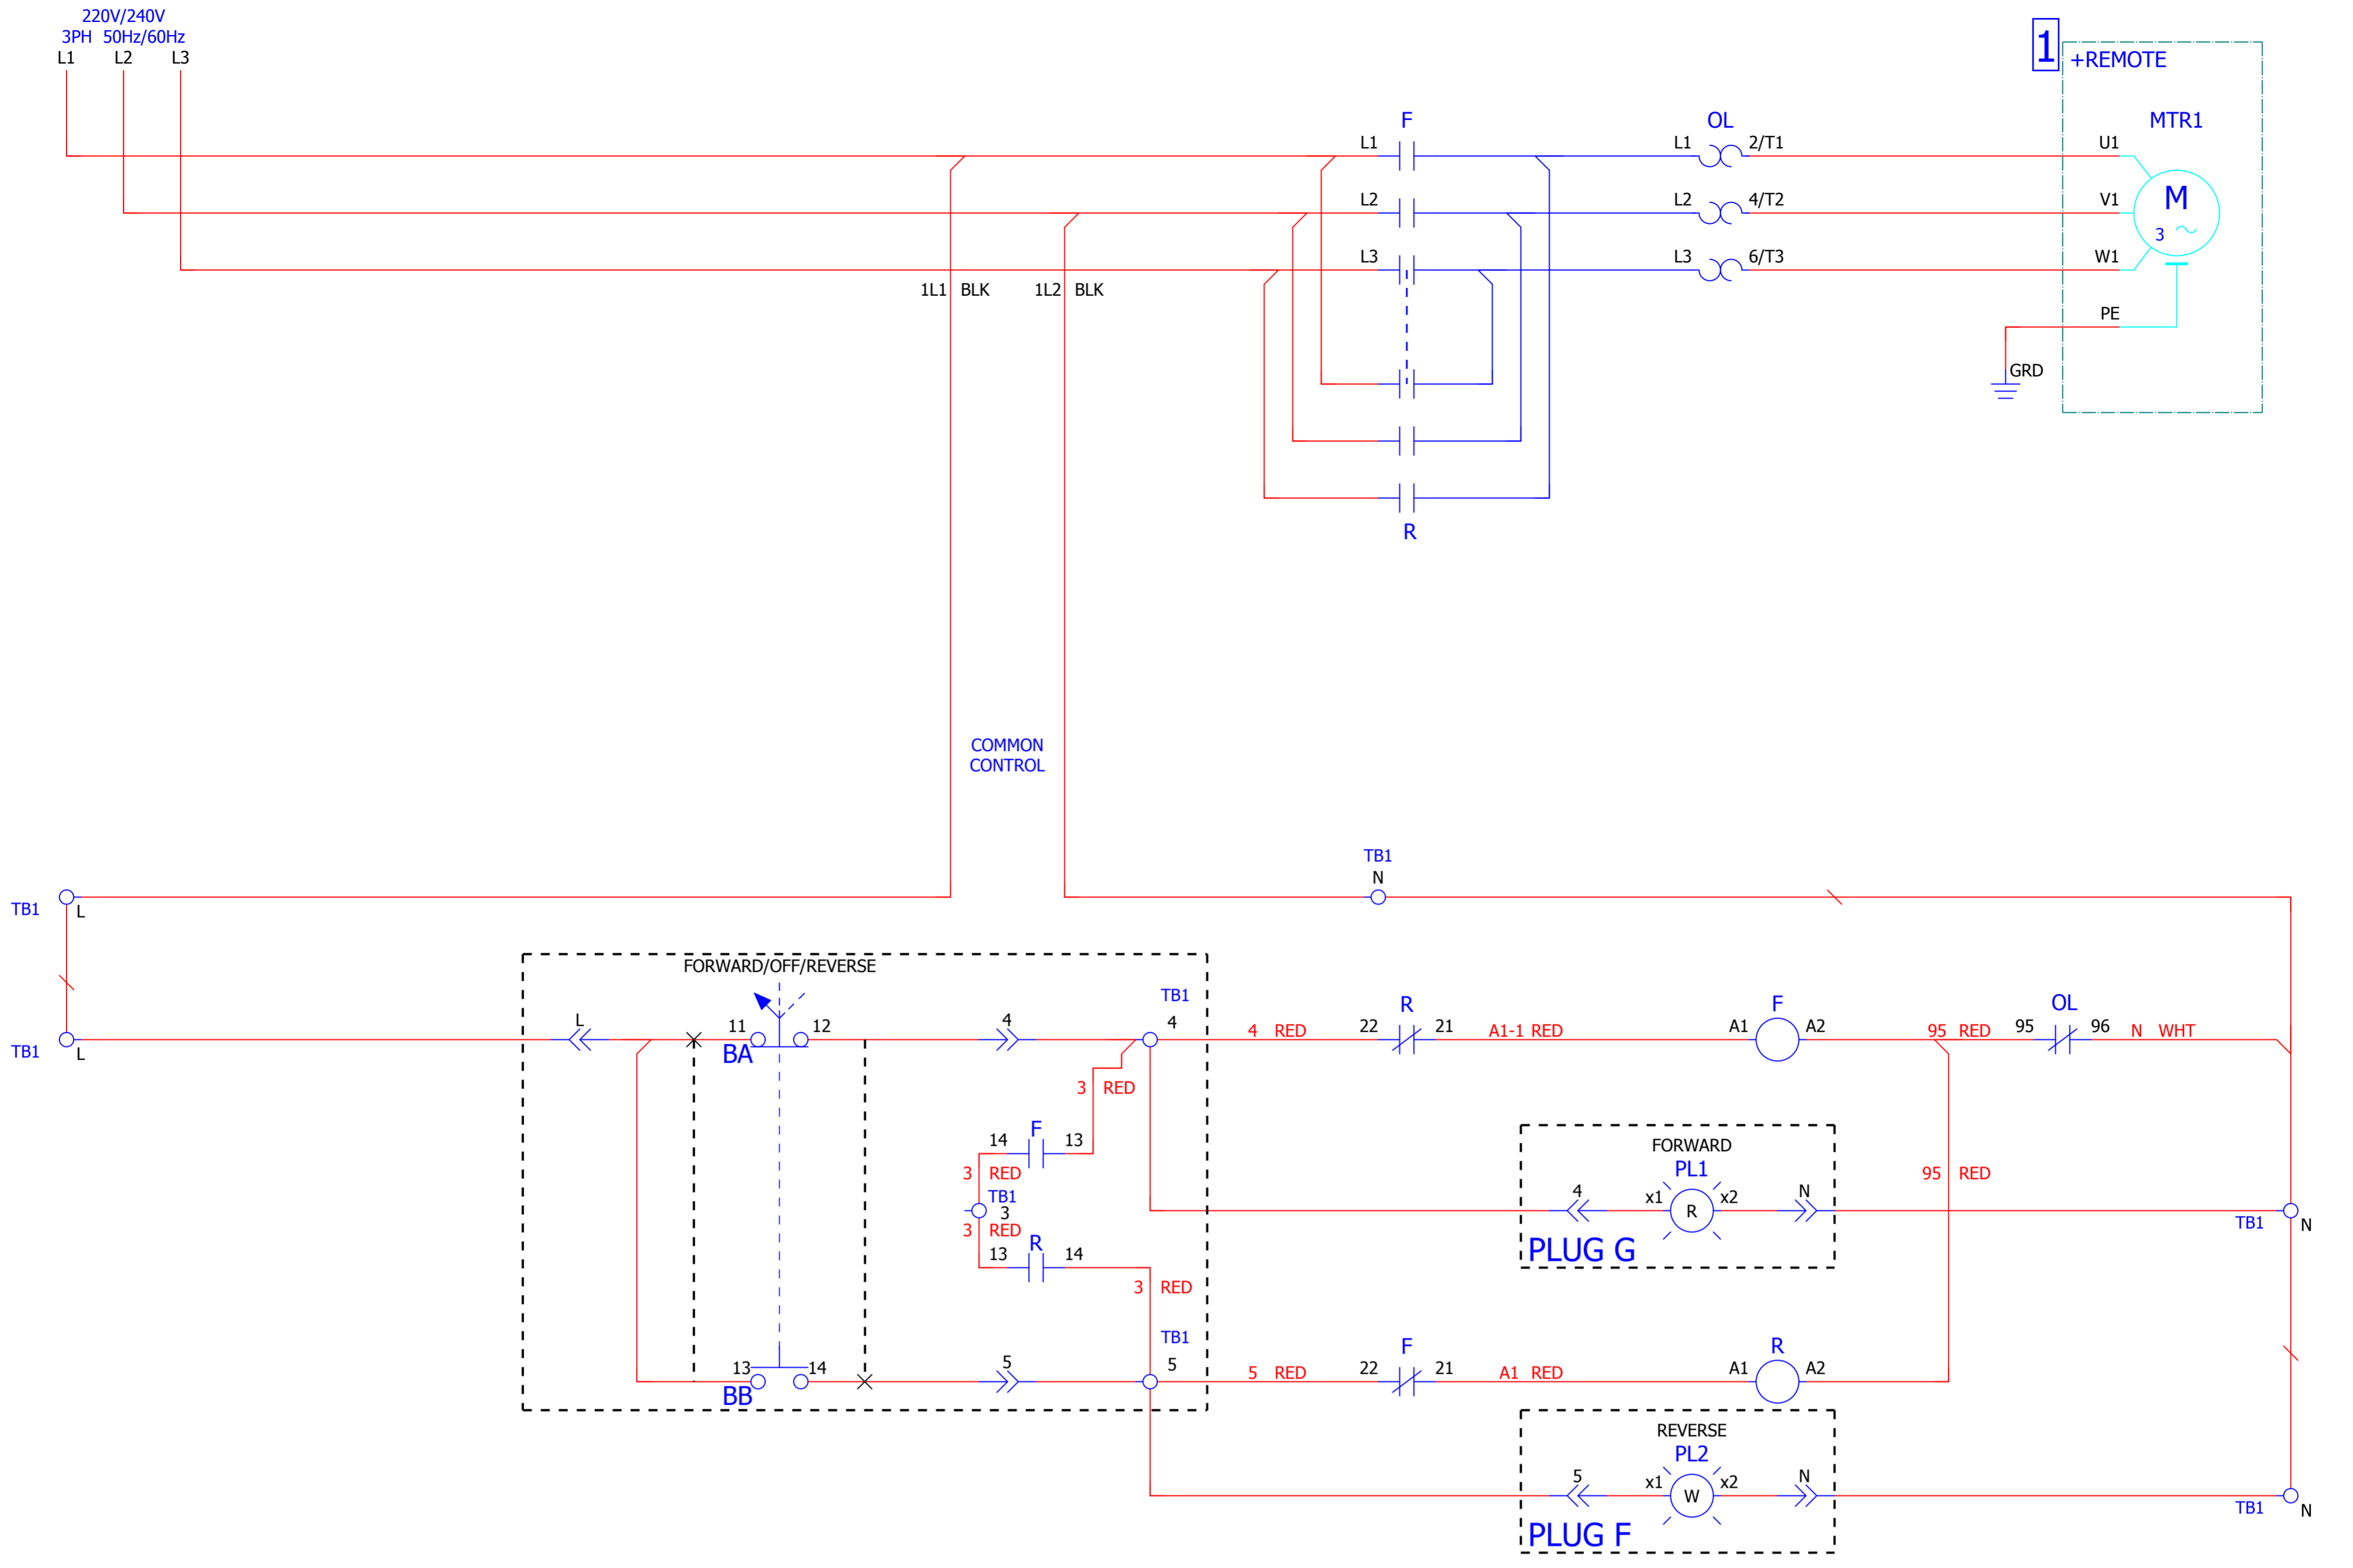 220V/240V
3PH 50Hz/60Hz
L1 L2 L3
1
+REMOTE
F
OL
MTR1
L1
L1 2/T1
U1
L2
L2 4/T2
V1
M
3
L3
L3 6/T3
W1
1L1 BLK
1L2 BLK
PE
GRD
R
COMMON
CONTROL
TB1
N
TB1
L
FORWARD/OFF/REVERSE
TB1
4
L
11 12
BA
4
R
22 21
4 RED
A1-1 RED
F
A1 A2
95 RED
OL
95 96
N WHT
TB1
L
3 RED
F
14 13
3 RED
TB1
3
3 RED
R
13 14
3 RED
FORWARD
PL1
4
x1 x2
R
N
PLUG G
95 RED
TB1
N
TB1
5
13 14
BB
5
F
22 21
5 RED
A1 RED
R
A1 A2
REVERSE
PL2
5
x1 x2
W
N
PLUG F
TB1
N